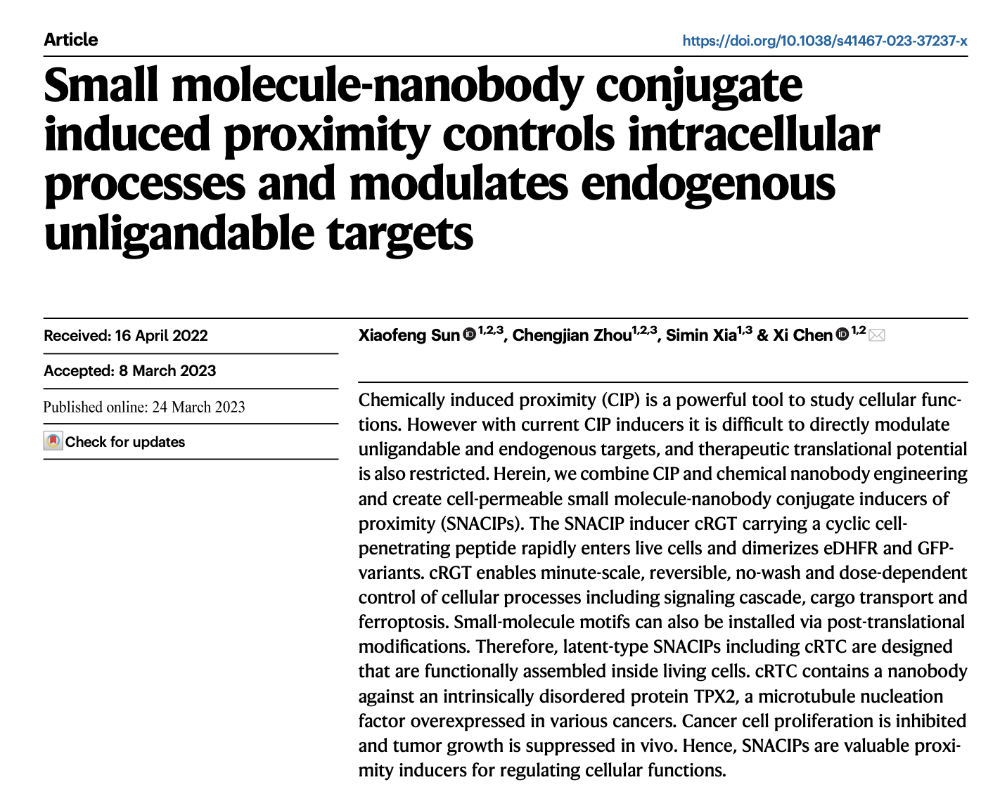 Article
https://doi.org/10.1038/s41467-023-37237-x
Small molecule-nanobody conjugate
induced proximity controls intracellular
processes and modulates endogenous
unligandable targets
Received: 16 April 2022
Accepted: 8 March 2023
Published online: 24 March 2023
Check for updates
Xiaofeng Sun iD 1,2,3, Chengjian Zhou1,2,3, Simin Xia1,3 & Xi Chen iD 1,2
Chemically induced proximity (CIP) is a powerful tool to study cellular func-
tions. However with current CIP inducers it is difficult to directly modulate
unligandable and endogenous targets, and therapeutic translational potential
is also restricted. Herein, we combine CIP and chemical nanobody engineering
and create cell-permeable small molecule-nanobody conjugate inducers of
proximity (SNACIPs). The SNACIP inducer cRGT carrying a cyclic cell-
penetrating peptide rapidly enters live cells and dimerizes eDHFR and GFP-
variants. cRGT enables minute-scale, reversible, no-wash and dose-dependent
control of cellular processes including signaling cascade, cargo transport and
ferroptosis. Small-molecule motifs can also be installed via post-translational
modifications. Therefore, latent-type SNACIPs including cRTC are designed
that are functionally assembled inside living cells. cRTC contains a nanobody
against an intrinsically disordered protein TPX2, a microtubule nucleation
factor overexpressed in various cancers. Cancer cell proliferation is inhibited
and tumor growth is suppressed in vivo. Hence, SNACIPs are valuable proxi-
mity inducers for regulating cellular functions.